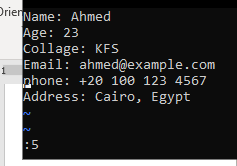 Orien
1
Name: Ahmed
Age: 23
Collage: KFS
Email: ahmed@example.com
phone: +20 100 123 4567
Address: Cairo, Egypt
~
~
:5